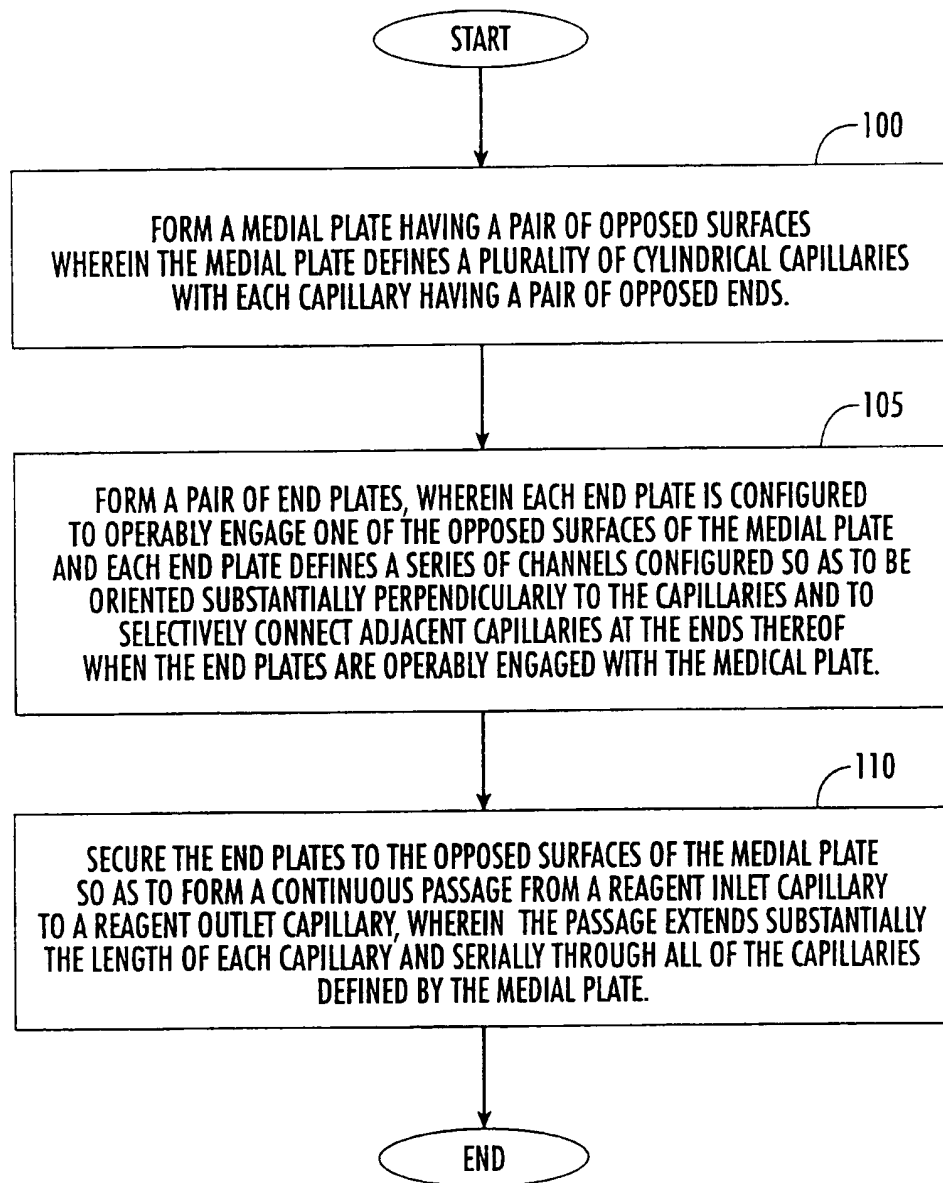 START
100
FORM A MEDIAL PLATE HAVING A PAIR OF OPPOSED SURFACES
WHEREIN THE MEDIAL PLATE DEFINES A PLURALITY OF CYLINDRICAL CAPILLARIES
WITH EACH CAPILLARY HAVING A PAIR OF OPPOSED ENDS.
105
FORM A PAIR OF END PLATES, WHEREIN EACH END PLATE IS CONFIGURED
TO OPERABLY ENGAGE ONE OF THE OPPOSED SURFACES OF THE MEDIAL PLATE
AND EACH END PLATE DEFINES A SERIES OF CHANNELS CONFIGURED SO AS TO BE
ORIENTED SUBSTANTIALLY PERPENDICULARLY TO THE CAPILLARIES AND TO
SELECTIVELY CONNECT ADJACENT CAPILLARIES AT THE ENDS THEREOF
WHEN THE END PLATES ARE OPERABLY ENGAGED WITH THE MEDICAL PLATE.
110
SECURE THE END PLATES TO THE OPPOSED SURFACES OF THE MEDIAL PLATE
SO AS TO FORM A CONTINUOUS PASSAGE FROM A REAGENT INLET CAPILLARY
TO A REAGENT OUTLET CAPILLARY, WHEREIN THE PASSAGE EXTENDS SUBSTANTIALLY
THE LENGTH OF EACH CAPILLARY AND SERIALLY THROUGH ALL OF THE CAPILLARIES
DEFINED BY THE MEDIAL PLATE.
END